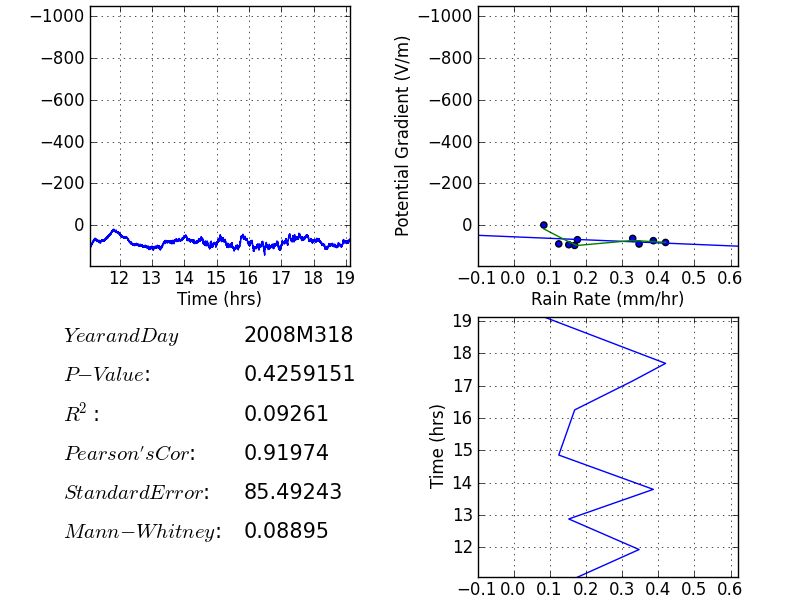 −1000
−800
−600
−400
−200
0
12 13 14 15 16 17 18 19
Time (hrs)
Potential Gradient (V/m)
−1000
−800
−600
−400
−200
0
−0.1 0.0 0.1 0.2 0.3 0.4 0.5 0.6
Rain Rate (mm/hr)
YearandDay 2008M318
P−Value: 0.4259151
R²: 0.09261
Pearson'sCor: 0.91974
StandardError: 85.49243
Mann−Whitney: 0.08895
Time (hrs)
19
18
17
16
15
14
13
12
−0.1 0.0 0.1 0.2 0.3 0.4 0.5 0.6